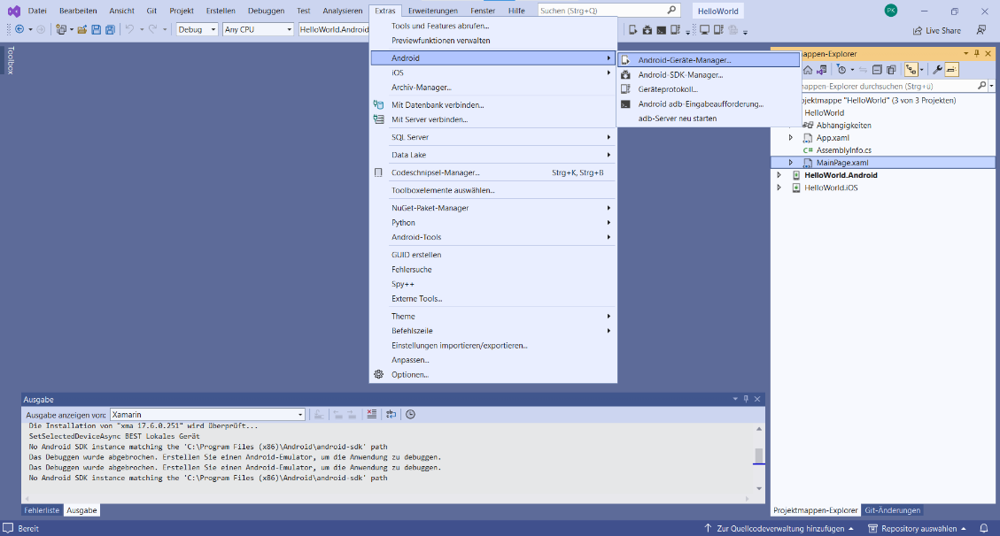 Datei Bearbeiten Ansicht Git Projekt Erstellen Debuggen Test Analysieren Extras Erweiterungen Fenster Hilfe Suchen (Strg+Q) HelloWorld PK
Debug Any CPU HelloWorld.Android Live Share
Toolbox
Tools und Features abrufen...
Previewfunktionen verwalten
Android
iOS
Archiv-Manager...
Mit Datenbank verbinden...
Mit Server verbinden...
SQL Server
Data Lake
Codeschnipsel-Manager... Strg+K, Strg+B
Toolboxelemente auswählen...
NuGet-Paket-Manager
Python
Android-Tools
GUID erstellen
Fehlersuche
Spy++
Externe Tools...
Theme
Befehlszeile
Einstellungen importieren/exportieren...
Anpassen...
Optionen...
Android-Geräte-Manager...
Android-SDK-Manager...
Geräteprotokoll...
Android adb-Eingabeaufforderung...
adb-Server neu starten
mappen-Explorer
mappen-Explorer durchsuchen (Strg+ü)
ojektmappe "HelloWorld" (3 von 3 Projekten)
HelloWorld
Abhängigkeiten
App.xaml
C# AssemblyInfo.cs
MainPage.xaml
HelloWorld.Android
HelloWorld.iOS
Ausgabe
Ausgabe anzeigen von: Xamarin
Die Installation von "xma 17.6.0.251" wird überprüft...
SetSelectedDeviceAsync BEST Lokales Gerät
No Android SDK instance matching the 'C:\Program Files (x86)\Android\android-sdk' path
Das Debuggen wurde abgebrochen. Erstellen Sie einen Android-Emulator, um die Anwendung zu debuggen.
Das Debuggen wurde abgebrochen. Erstellen Sie einen Android-Emulator, um die Anwendung zu debuggen.
No Android SDK instance matching the 'C:\Program Files (x86)\Android\android-sdk' path
Fehlerliste Ausgabe
Projektmappen-Explorer Git-Änderungen
Bereit Zur Quellcodeverwaltung hinzufügen Repository auswählen